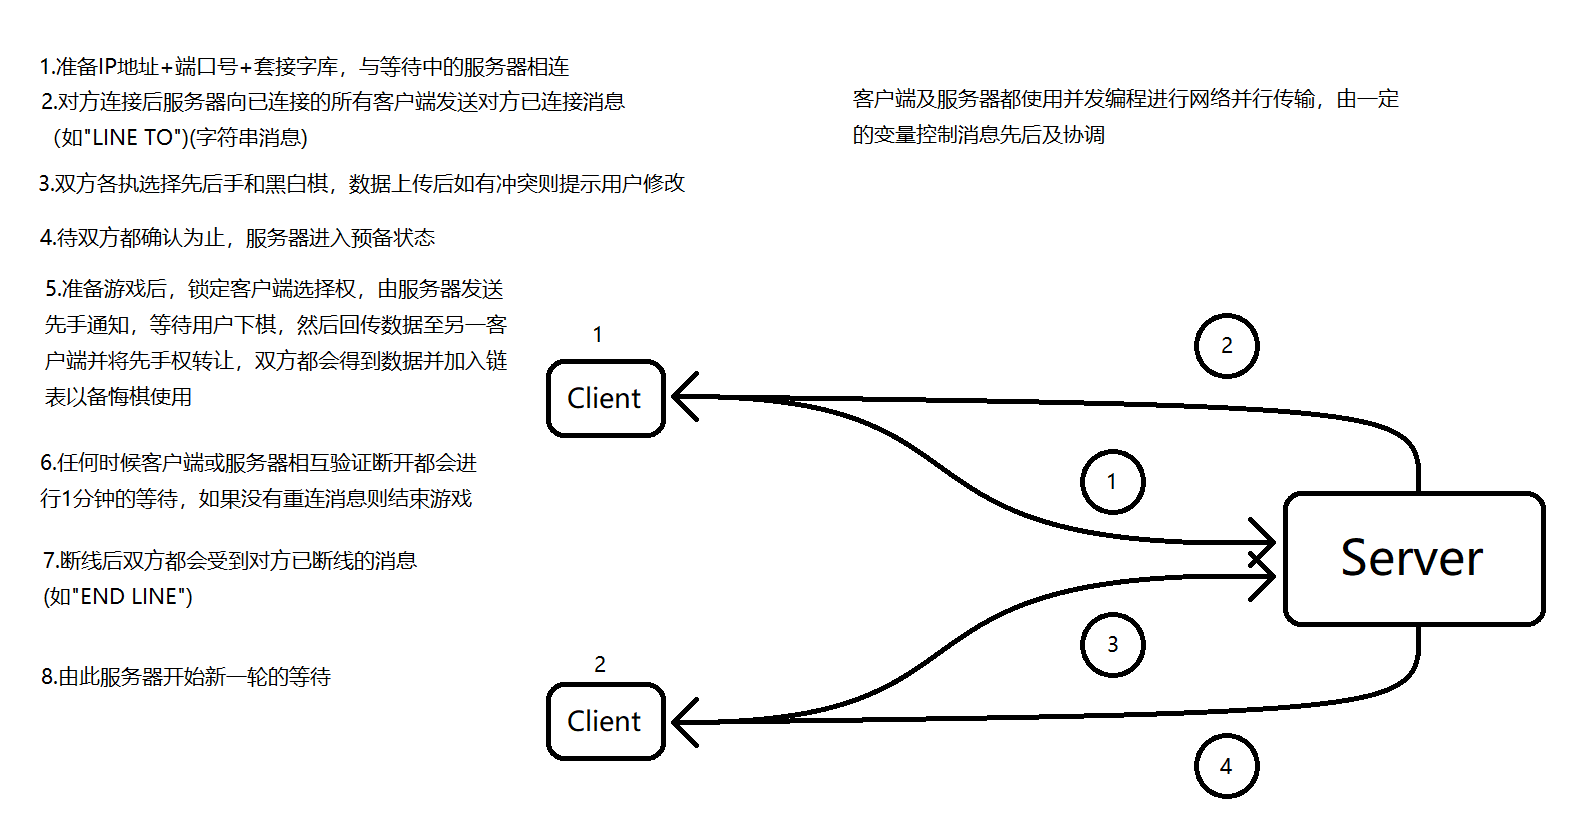 1.准备IP地址+端口号+套接字库，与等待中的服务器相连
2.对方连接后服务器向已连接的所有客户端发送对方已连接消息
（如"LINE TO")(字符串消息)
3.双方各执选择先后手和黑白棋，数据上传后如有冲突则提示用户修改
4.待双方都确认为止，服务器进入预备状态
5.准备游戏后，锁定客户端选择权，由服务器发送
先手通知，等待用户下棋，然后回传数据至另一客
户端并将先手权转让，双方都会得到数据并加入链
表以备悔棋使用
6.任何时候客户端或服务器相互验证断开都会进
行1分钟的等待，如果没有重连消息则结束游戏
7.断线后双方都会受到对方已断线的消息
(如"END LINE")
8.由此服务器开始新一轮的等待
客户端及服务器都使用并发编程进行网络并行传输，由一定
的变量控制消息先后及协调
1
Client
2
1
Server
3
2
Client
4